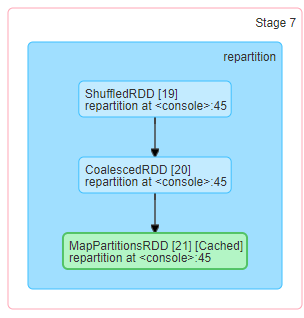 Stage 7
repartition
ShuffledRDD [19]
repartition at <console>:45
CoalescedRDD [20]
repartition at <console>:45
MapPartitionsRDD [21] [Cached]
repartition at <console>:45